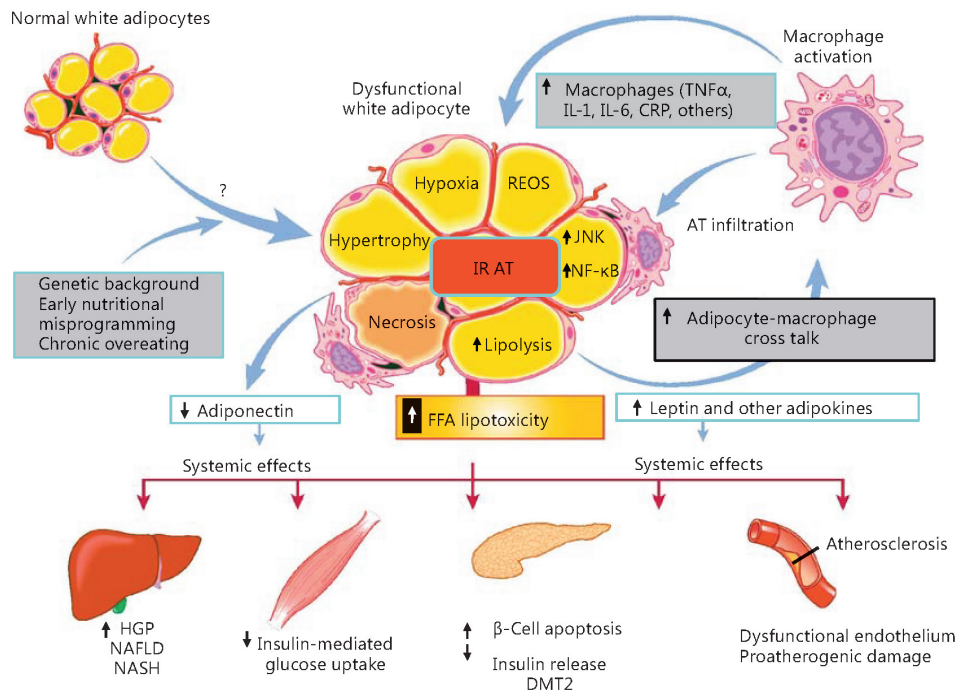 Normal white adipocytes
Macrophage
activation
Dysfunctional
white adipocyte
↑ Macrophages (TNFα,
IL-1, IL-6, CRP, others)
?
Hypoxia
REOS
Hypertrophy
↑ JNK
↑ NF-κB
IR AT
AT infiltration
Genetic background
Early nutritional
misprogramming
Chronic overeating
Necrosis
↑ Lipolysis
↑ Adipocyte-macrophage
cross talk
↓ Adiponectin
↑ FFA lipotoxicity
↑ Leptin and other adipokines
Systemic effects
Systemic effects
Atherosclerosis
↑ HGP
NAFLD
NASH
↓ Insulin-mediated
glucose uptake
↑ β-Cell apoptosis
↓ Insulin release
DMT2
Dysfunctional endothelium
Proatherogenic damage